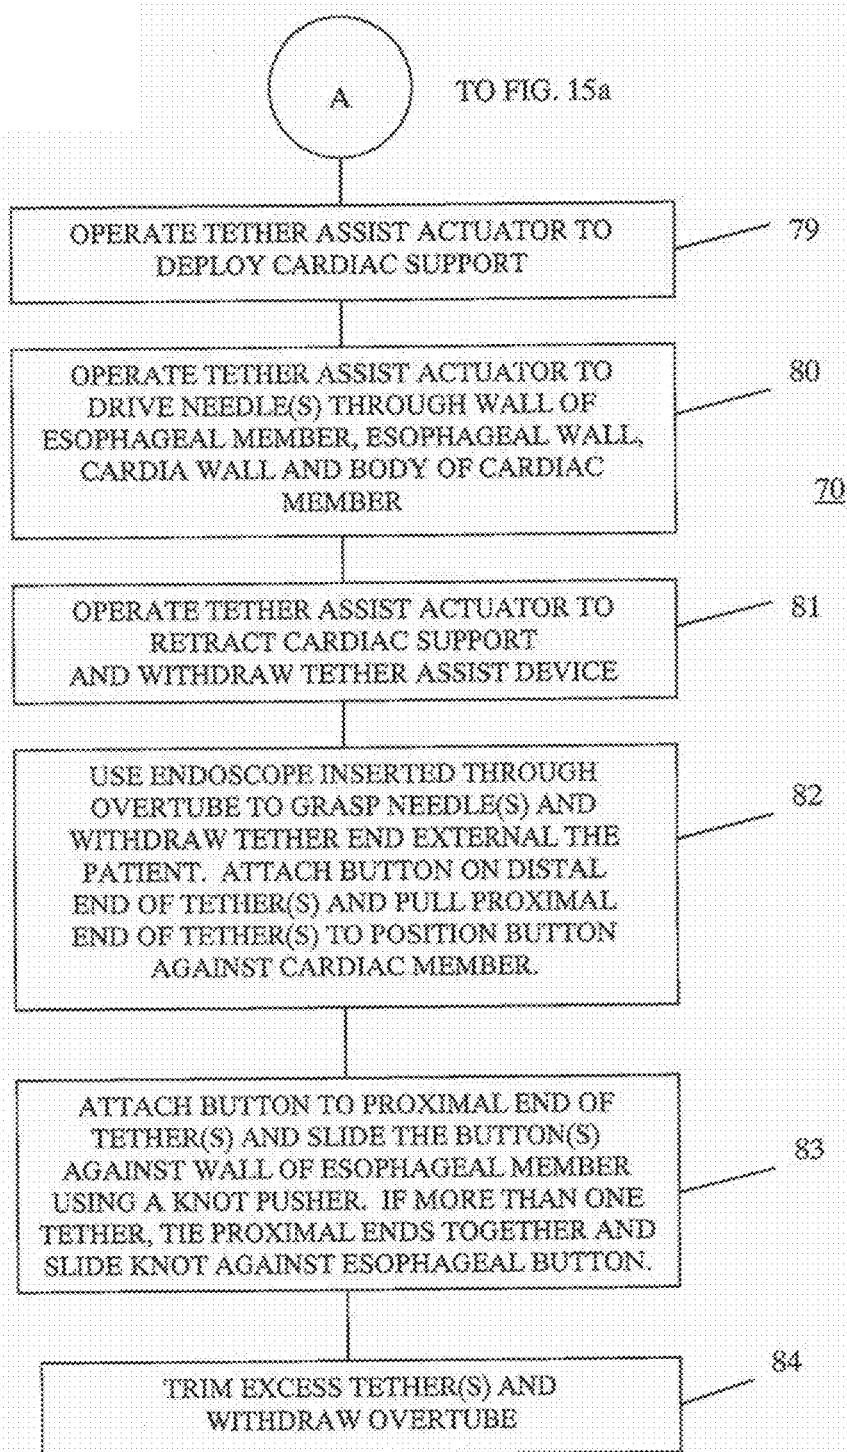 A
TO FIG. 15a
OPERATE TETHER ASSIST ACTUATOR TO
DEPLOY CARDIAC SUPPORT
79
OPERATE TETHER ASSIST ACTUATOR TO
DRIVE NEEDLE(S) THROUGH WALL OF
ESOPHAGEAL MEMBER, ESOPHAGEAL WALL,
CARDIA WALL AND BODY OF CARDIAC
MEMBER
80
70
OPERATE TETHER ASSIST ACTUATOR TO
RETRACT CARDIAC SUPPORT
AND WITHDRAW TETHER ASSIST DEVICE
81
USE ENDOSCOPE INSERTED THROUGH
OVERTUBE TO GRASP NEEDLE(S) AND
WITHDRAW TETHER END EXTERNAL THE
PATIENT. ATTACH BUTTON ON DISTAL
END OF TETHER(S) AND PULL PROXIMAL
END OF TETHER(S) TO POSITION BUTTON
AGAINST CARDIAC MEMBER.
82
ATTACH BUTTON TO PROXIMAL END OF
TETHER(S) AND SLIDE THE BUTTON(S)
AGAINST WALL OF ESOPHAGEAL MEMBER
USING A KNOT PUSHER. IF MORE THAN ONE
TETHER, TIE PROXIMAL ENDS TOGETHER AND
SLIDE KNOT AGAINST ESOPHAGEAL BUTTON.
83
TRIM EXCESS TETHER(S) AND
WITHDRAW OVERTUBE
84